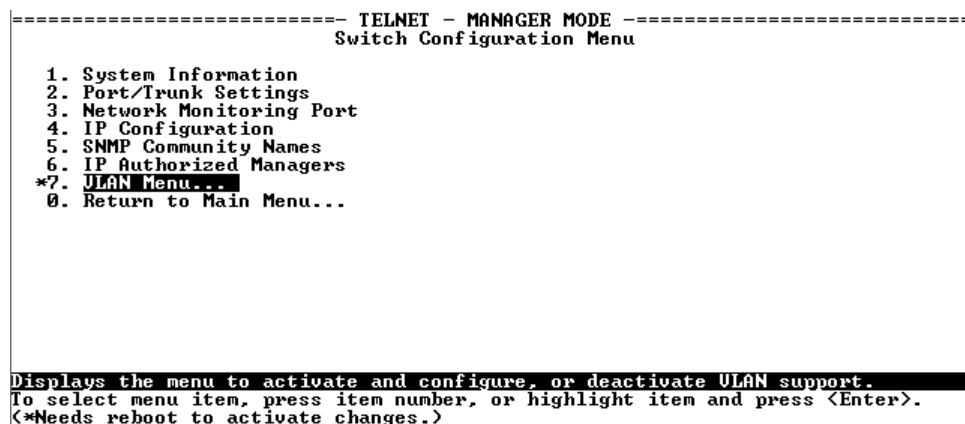 ============================- TELNET - MANAGER MODE -============================
Switch Configuration Menu
1. System Information
2. Port/Trunk Settings
3. Network Monitoring Port
4. IP Configuration
5. SNMP Community Names
6. IP Authorized Managers
*7. VLAN Menu...
0. Return to Main Menu...
Displays the menu to activate and configure, or deactivate VLAN support.
To select menu item, press item number, or highlight item and press <Enter>.
(*Needs reboot to activate changes.)